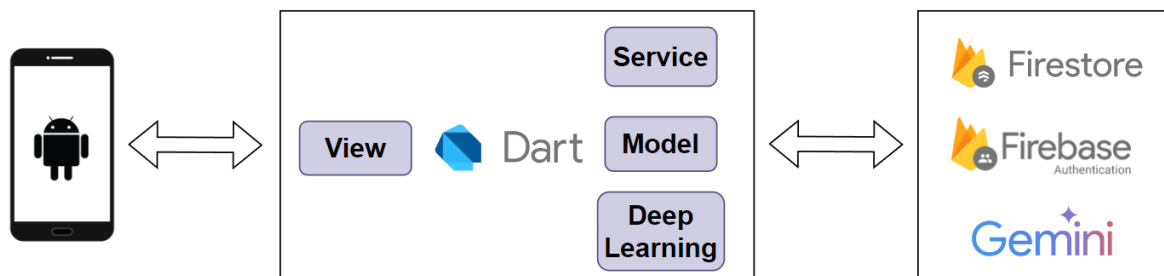 Service
View
Dart
Model
Deep
Learning
Firestore
Firebase
Authentication
Gemini